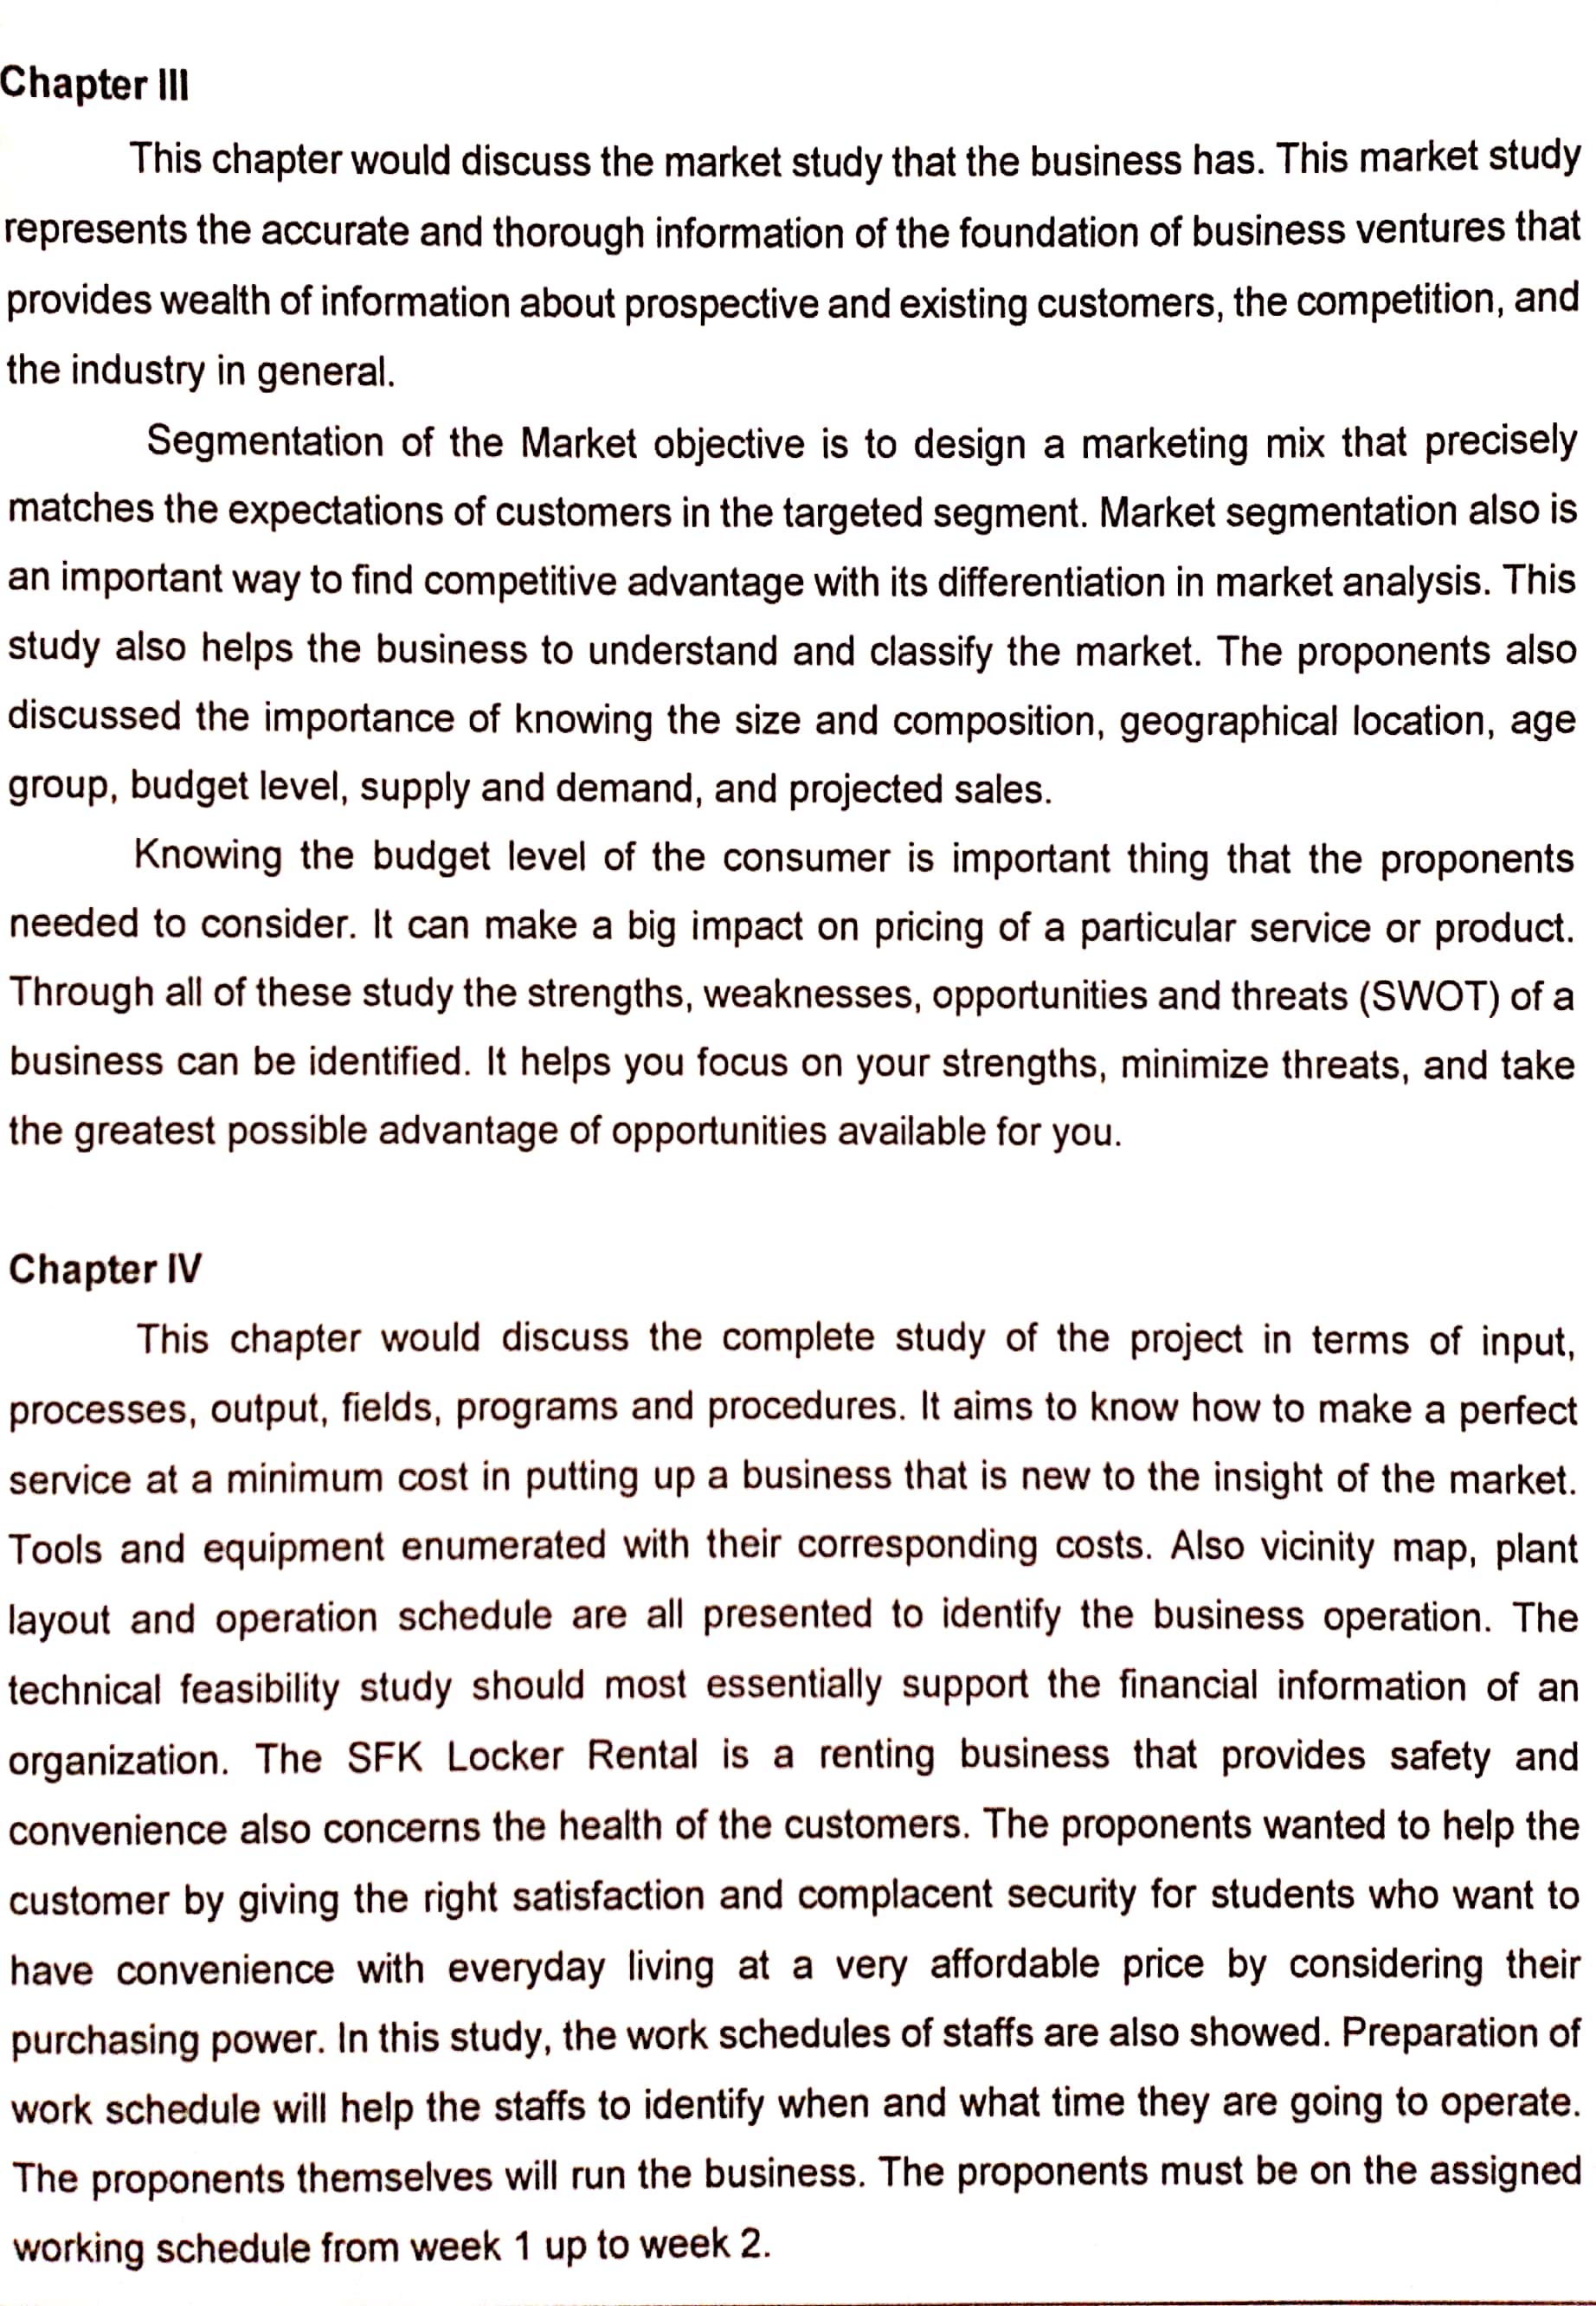 Chapter III
This chapter would discuss the market study that the business has. This market study
represents the accurate and thorough information of the foundation of business ventures that
provides wealth of information about prospective and existing customers, the competition, and
the industry in general.
Segmentation of the Market objective is to design a marketing mix that precisely
matches the expectations of customers in the targeted segment. Market segmentation also is
an important way to find competitive advantage with its differentiation in market analysis. This
study also helps the business to understand and classify the market. The proponents also
discussed the importance of knowing the size and composition, geographical location, age
group, budget level, supply and demand, and projected sales.
Knowing the budget level of the consumer is important thing that the proponents
needed to consider. It can make a big impact on pricing of a particular service or product.
Through all of these study the strengths, weaknesses, opportunities and threats (SWOT) of a
business can be identified. It helps you focus on your strengths, minimize threats, and take
the greatest possible advantage of opportunities available for you.
Chapter IV
This chapter would discuss the complete study of the project in terms of input,
processes, output, fields, programs and procedures. It aims to know how to make a perfect
service at a minimum cost in putting up a business that is new to the insight of the market.
Tools and equipment enumerated with their corresponding costs. Also vicinity map, plant
layout and operation schedule are all presented to identify the business operation. The
technical feasibility study should most essentially support the financial information of an
organization. The SFK Locker Rental is a renting business that provides safety and
convenience also concerns the health of the customers. The proponents wanted to help the
customer by giving the right satisfaction and complacent security for students who want to
have convenience with everyday living at a very affordable price by considering their
purchasing power. In this study, the work schedules of staffs are also showed. Preparation of
work schedule will help the staffs to identify when and what time they are going to operate.
The proponents themselves will run the business. The proponents must be on the assigned
working schedule from week 1 up to week 2.